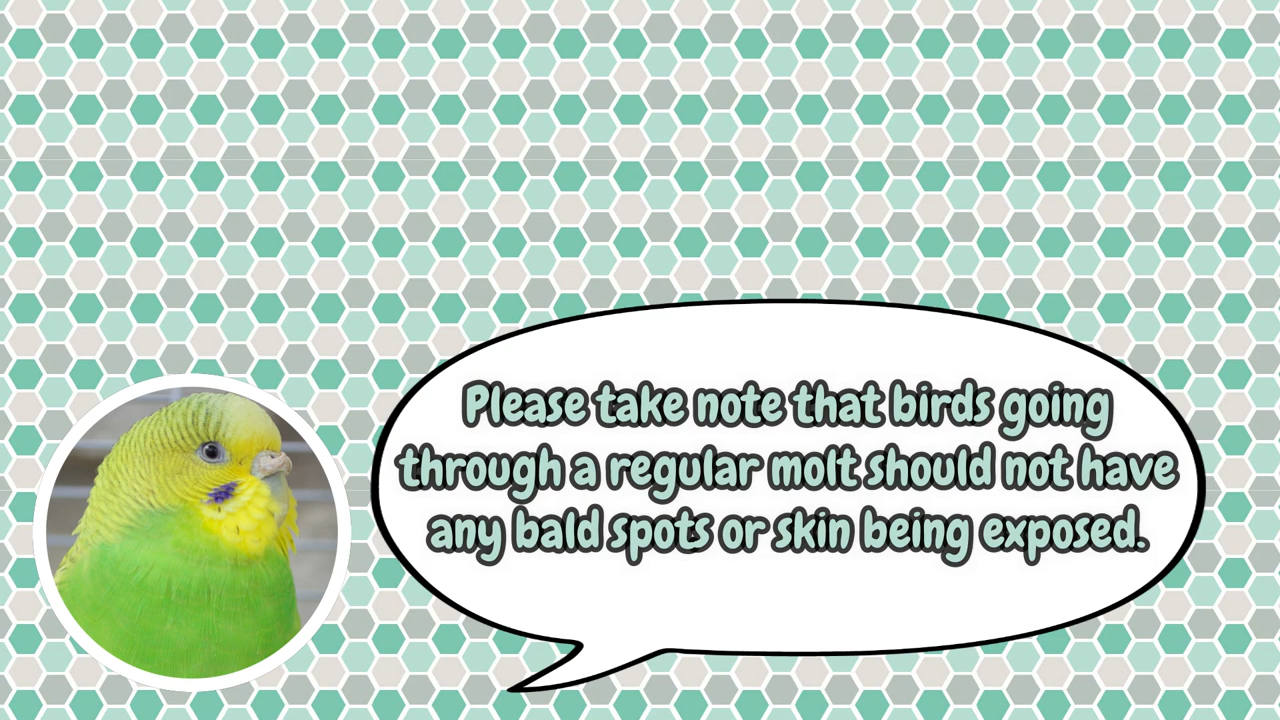 Please take note that birds going
through a regular molt should not have
any bald spots or skin being exposed.